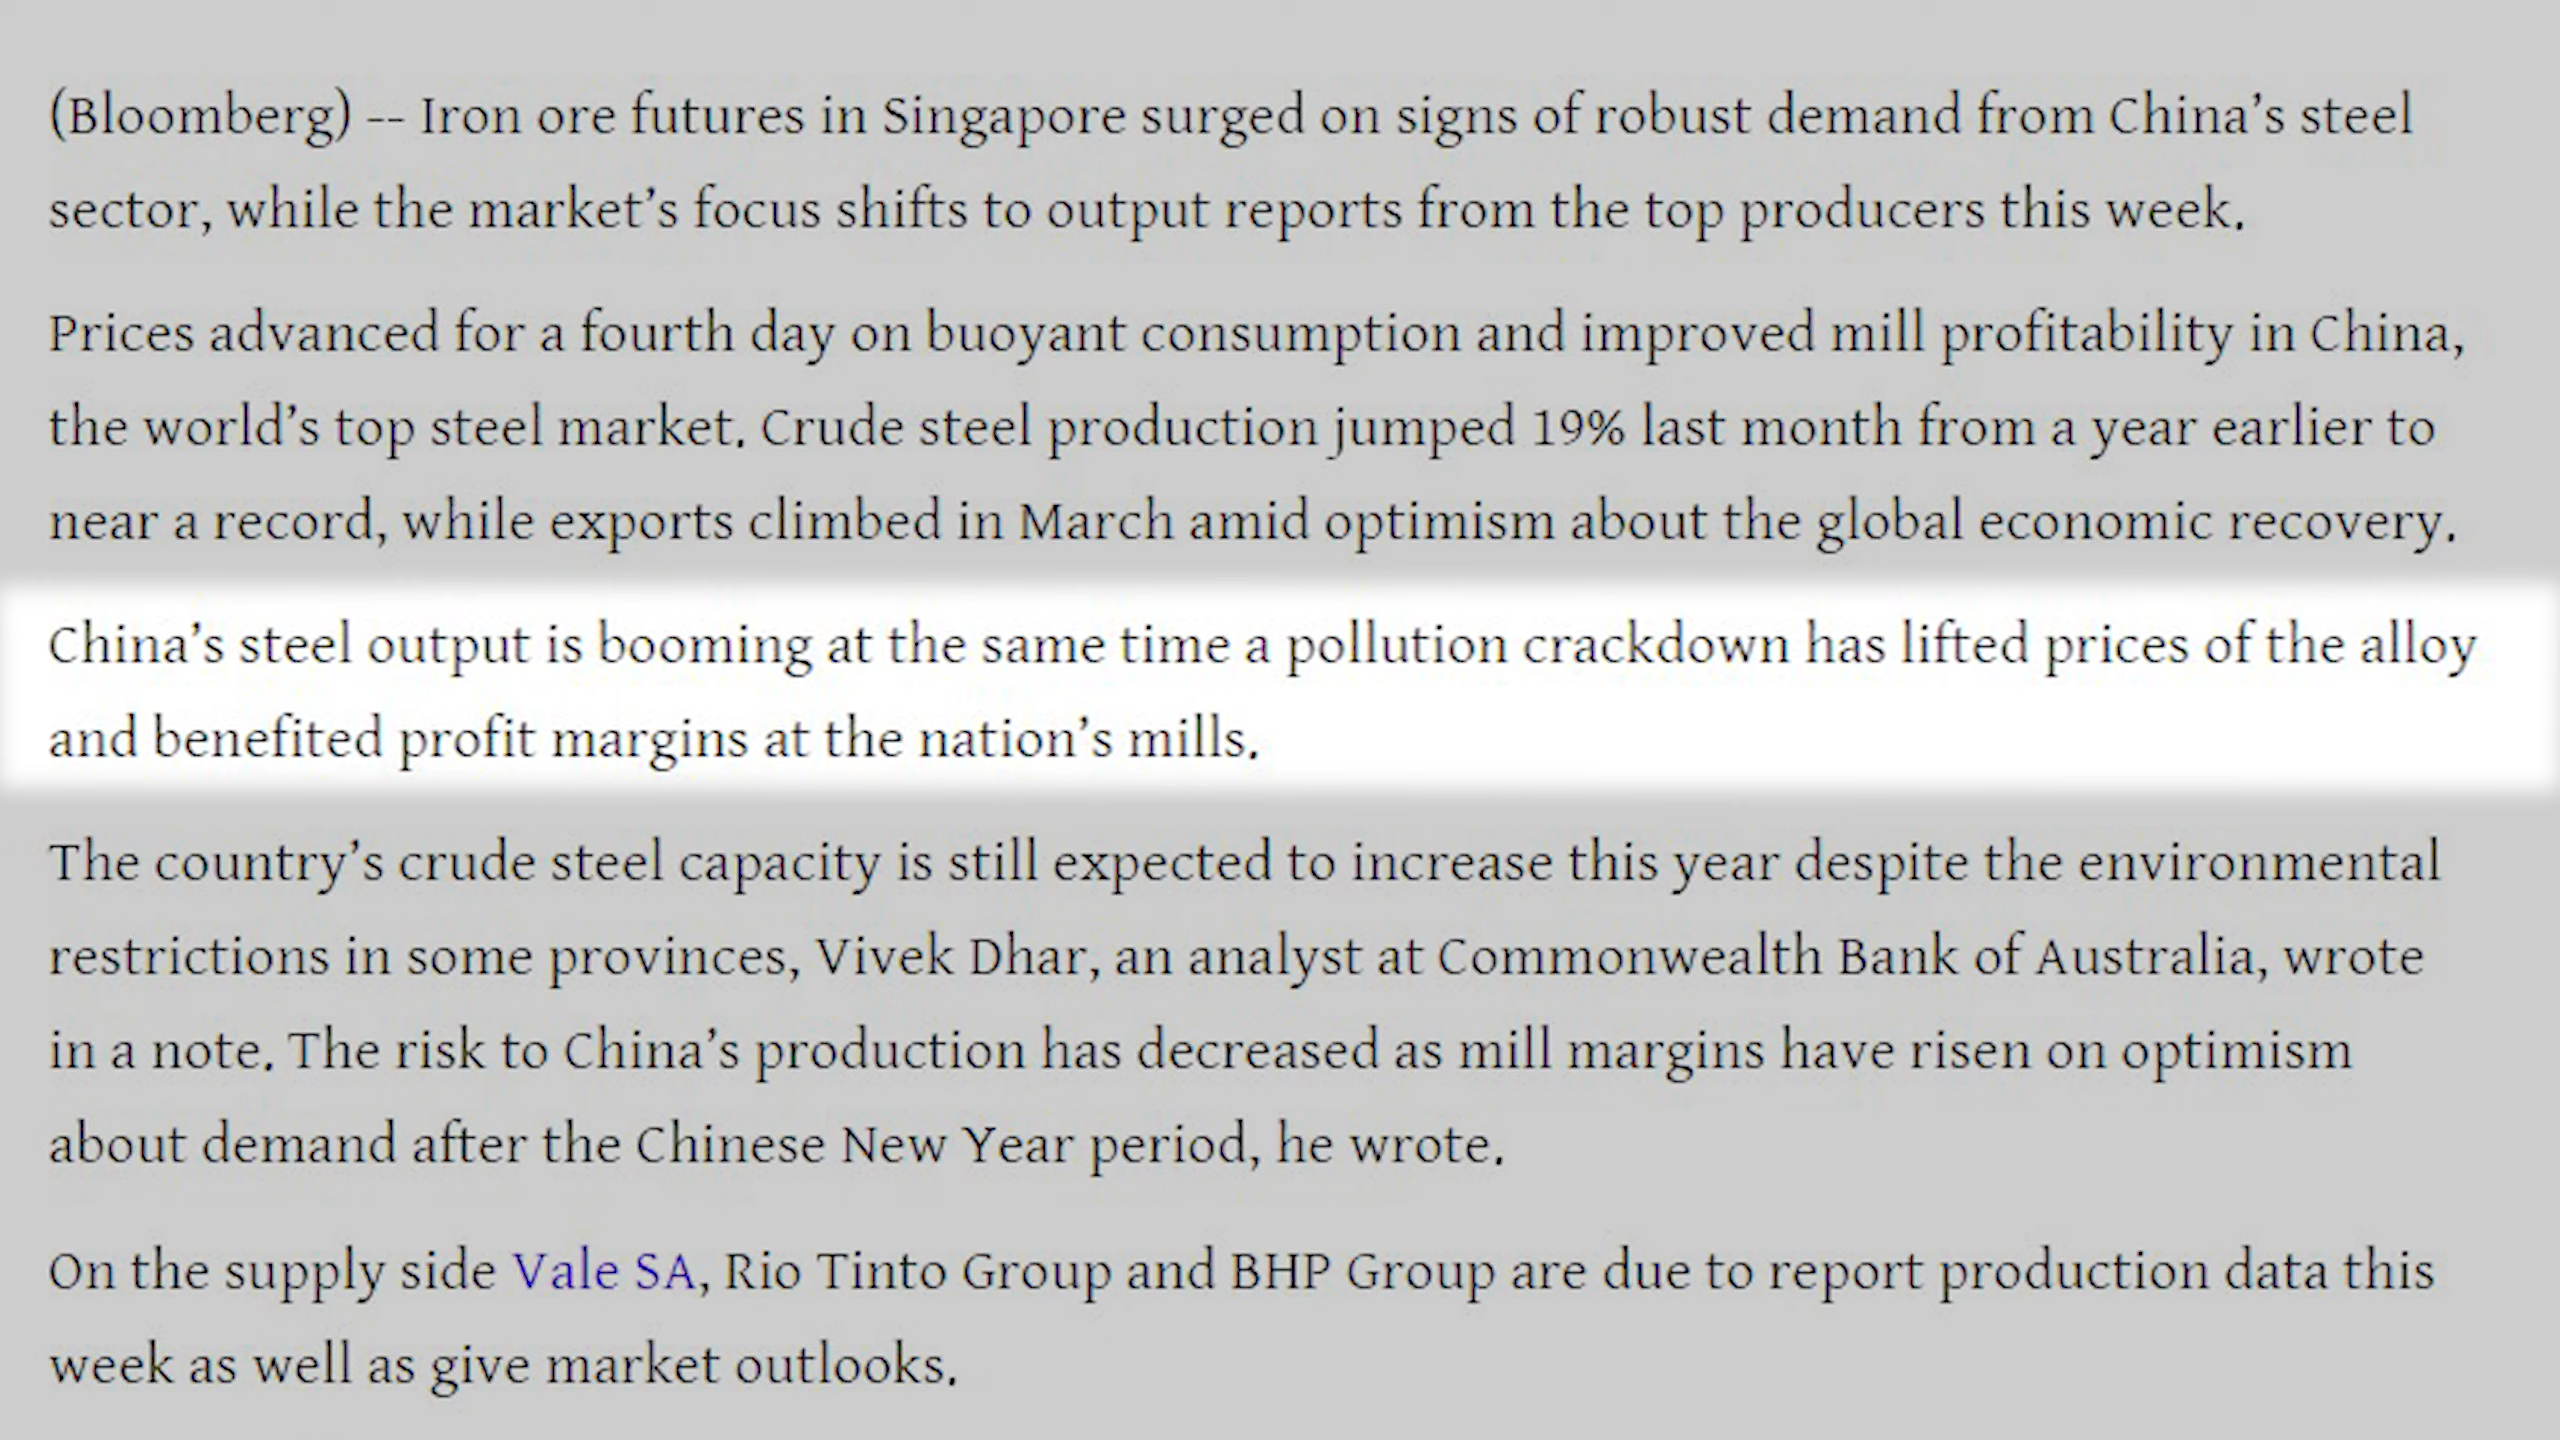 (Bloomberg) -- Iron ore futures in Singapore surged on signs of robust demand from China’s steel
sector, while the market’s focus shifts to output reports from the top producers this week.
Prices advanced for a fourth day on buoyant consumption and improved mill profitability in China,
the world’s top steel market. Crude steel production jumped 19% last month from a year earlier to
near a record, while exports climbed in March amid optimism about the global economic recovery.
China’s steel output is booming at the same time a pollution crackdown has lifted prices of the alloy
and benefited profit margins at the nation’s mills.
The country’s crude steel capacity is still expected to increase this year despite the environmental
restrictions in some provinces, Vivek Dhar, an analyst at Commonwealth Bank of Australia, wrote
in a note. The risk to China’s production has decreased as mill margins have risen on optimism
about demand after the Chinese New Year period, he wrote.
On the supply side Vale SA, Rio Tinto Group and BHP Group are due to report production data this
week as well as give market outlooks.